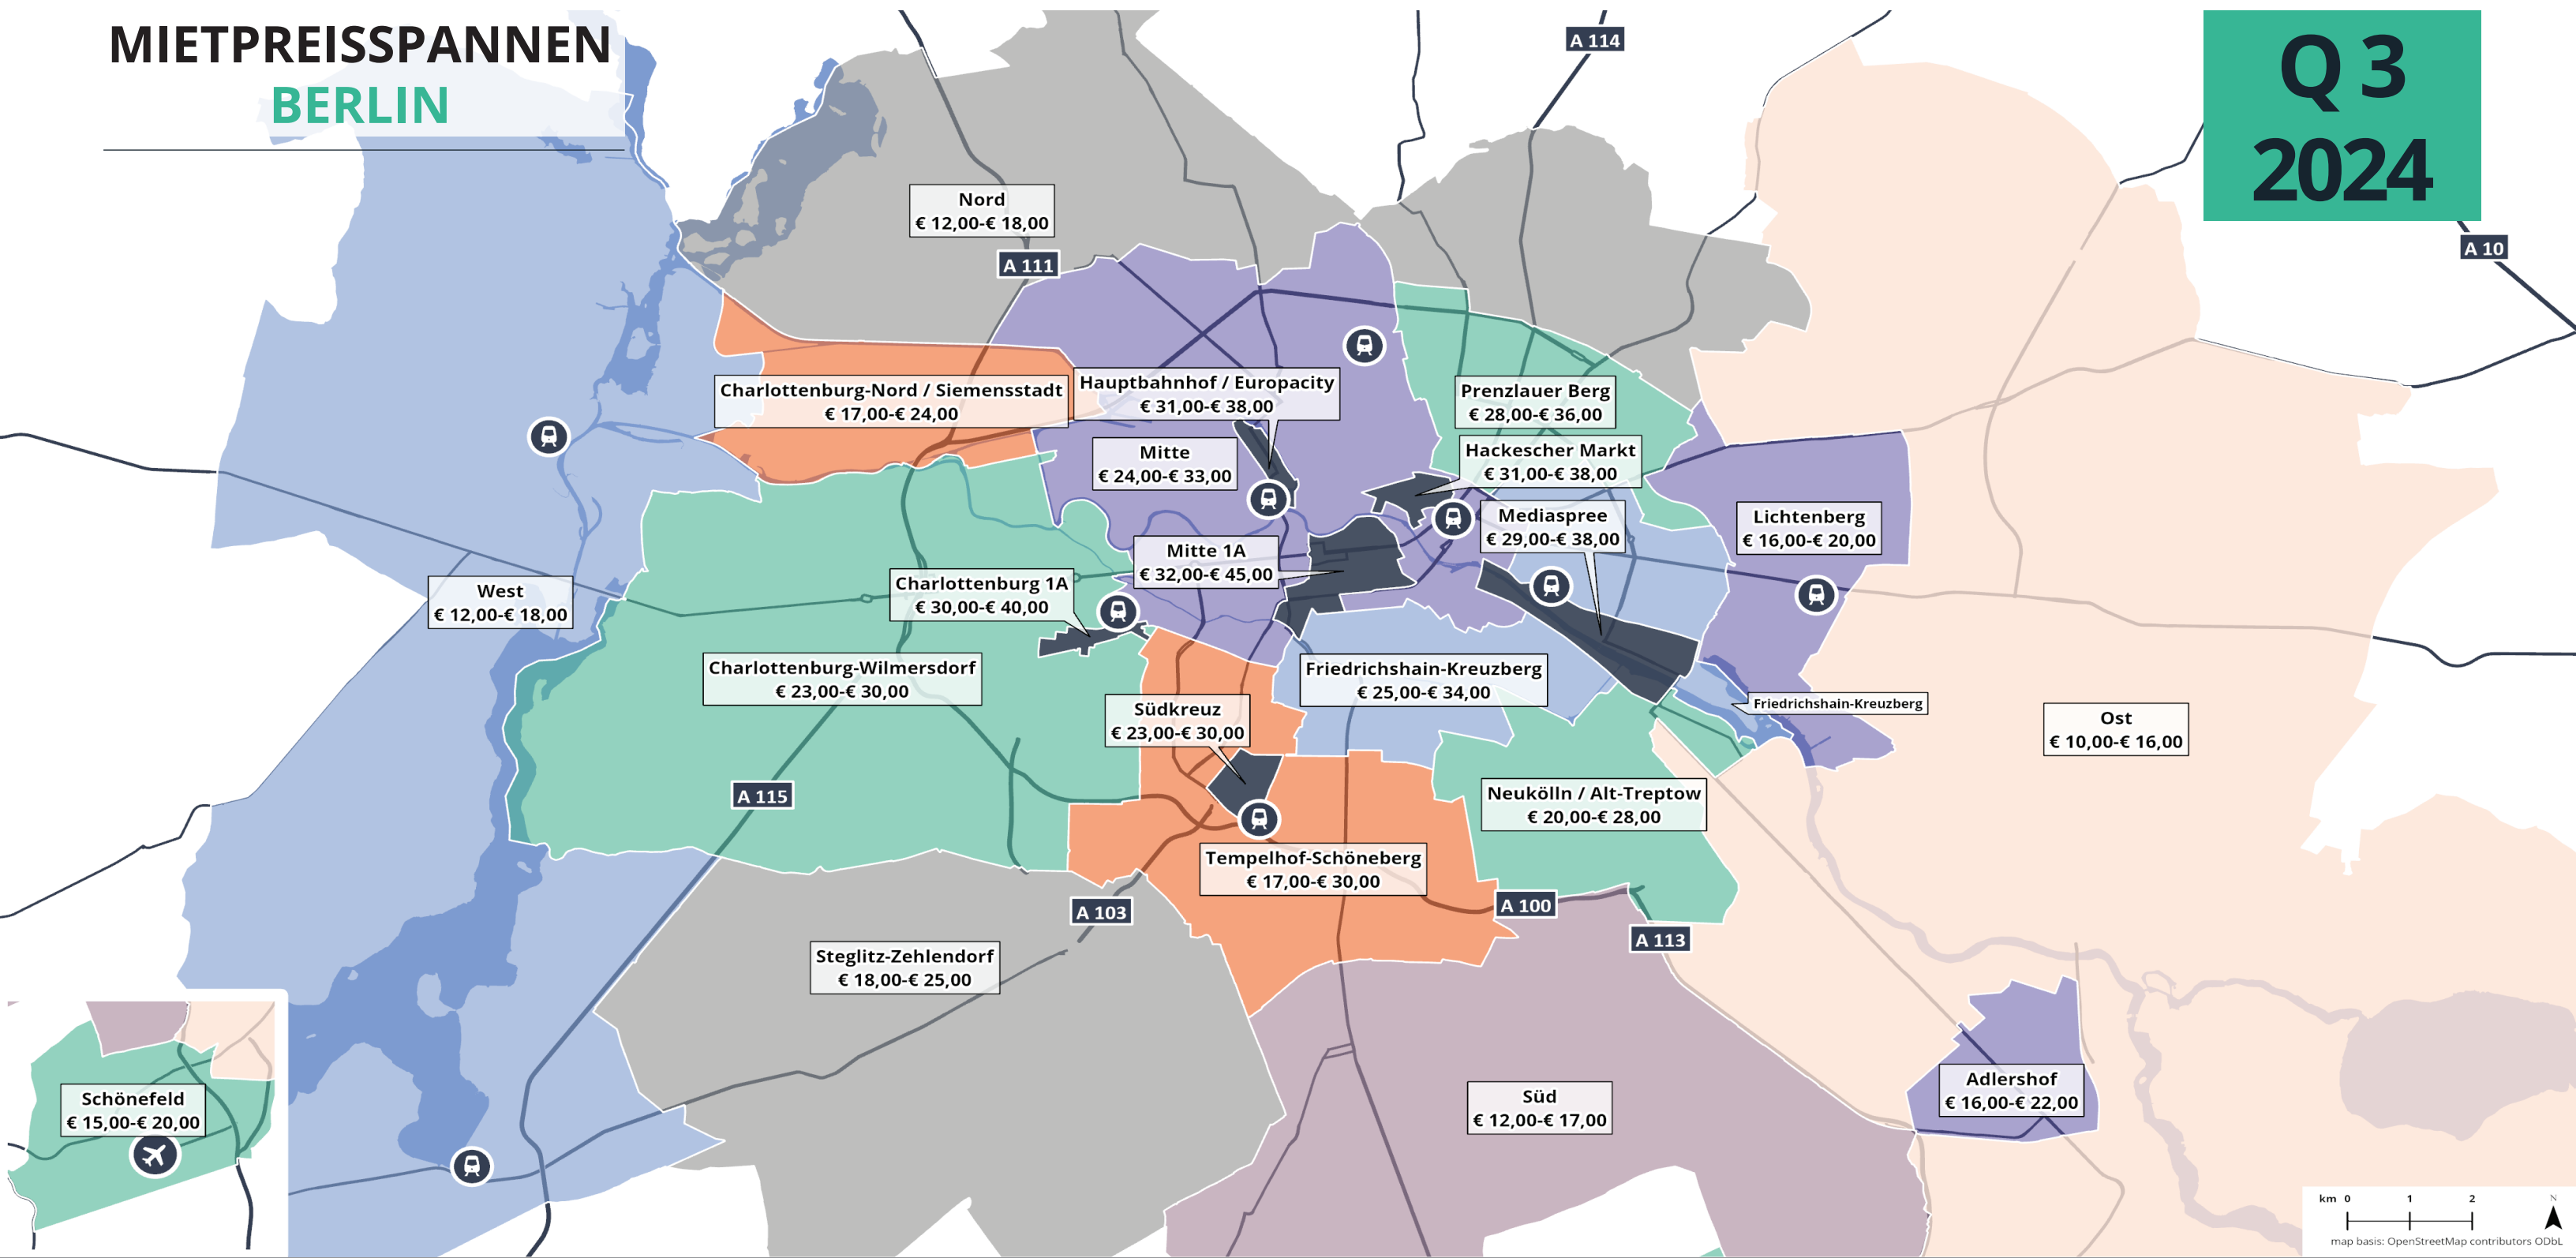 MIETPREISSPANNEN
BERLIN
Q 3
2024
A 114
A 10
Nord
€ 12,00-€ 18,00
A 111
Charlottenburg-Nord / Siemensstadt
€ 17,00-€ 24,00
Hauptbahnhof / Europacity
€ 31,00-€ 38,00
Prenzlauer Berg
€ 28,00-€ 36,00
Mitte
€ 24,00-€ 33,00
Hackescher Markt
€ 31,00-€ 38,00
Mediaspree
€ 29,00-€ 38,00
Lichtenberg
€ 16,00-€ 20,00
Mitte 1A
€ 32,00-€ 45,00
Charlottenburg 1A
€ 30,00-€ 40,00
West
€ 12,00-€ 18,00
Charlottenburg-Wilmersdorf
€ 23,00-€ 30,00
Friedrichshain-Kreuzberg
€ 25,00-€ 34,00
Friedrichshain-Kreuzberg
Südkreuz
€ 23,00-€ 30,00
Ost
€ 10,00-€ 16,00
A 115
Neukölln / Alt-Treptow
€ 20,00-€ 28,00
Tempelhof-Schöneberg
€ 17,00-€ 30,00
A 103
A 100
A 113
Steglitz-Zehlendorf
€ 18,00-€ 25,00
Schönefeld
€ 15,00-€ 20,00
Süd
€ 12,00-€ 17,00
Adlershof
€ 16,00-€ 22,00
km 0 1 2 N
map basis: OpenStreetMap contributors ODbL